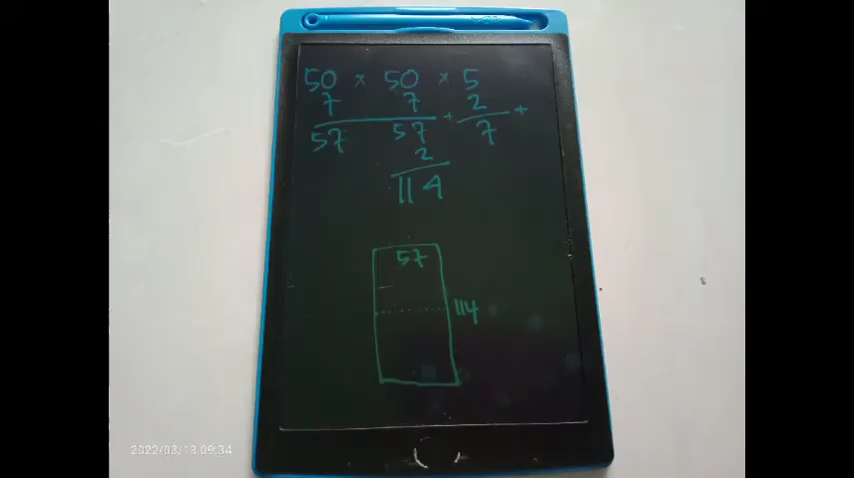 50 × 50 × 5
7 7 2
+ +
57 57 7
2
114
57
114
2022/03/13 09:34